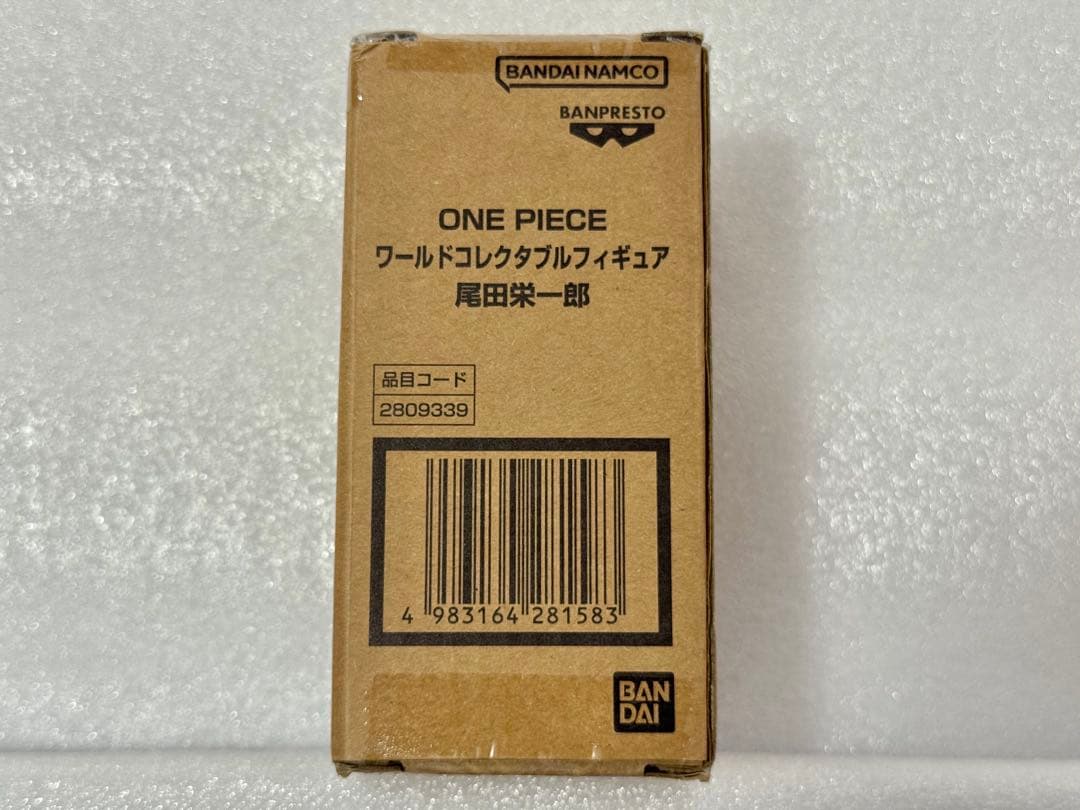 BANDAI NAMCO
BANPRESTO
ONE PIECE
ワールドコレクタブルフィギュア
尾田栄一郎
品目コード
2809339
4 983164 281583
BAN
DAI